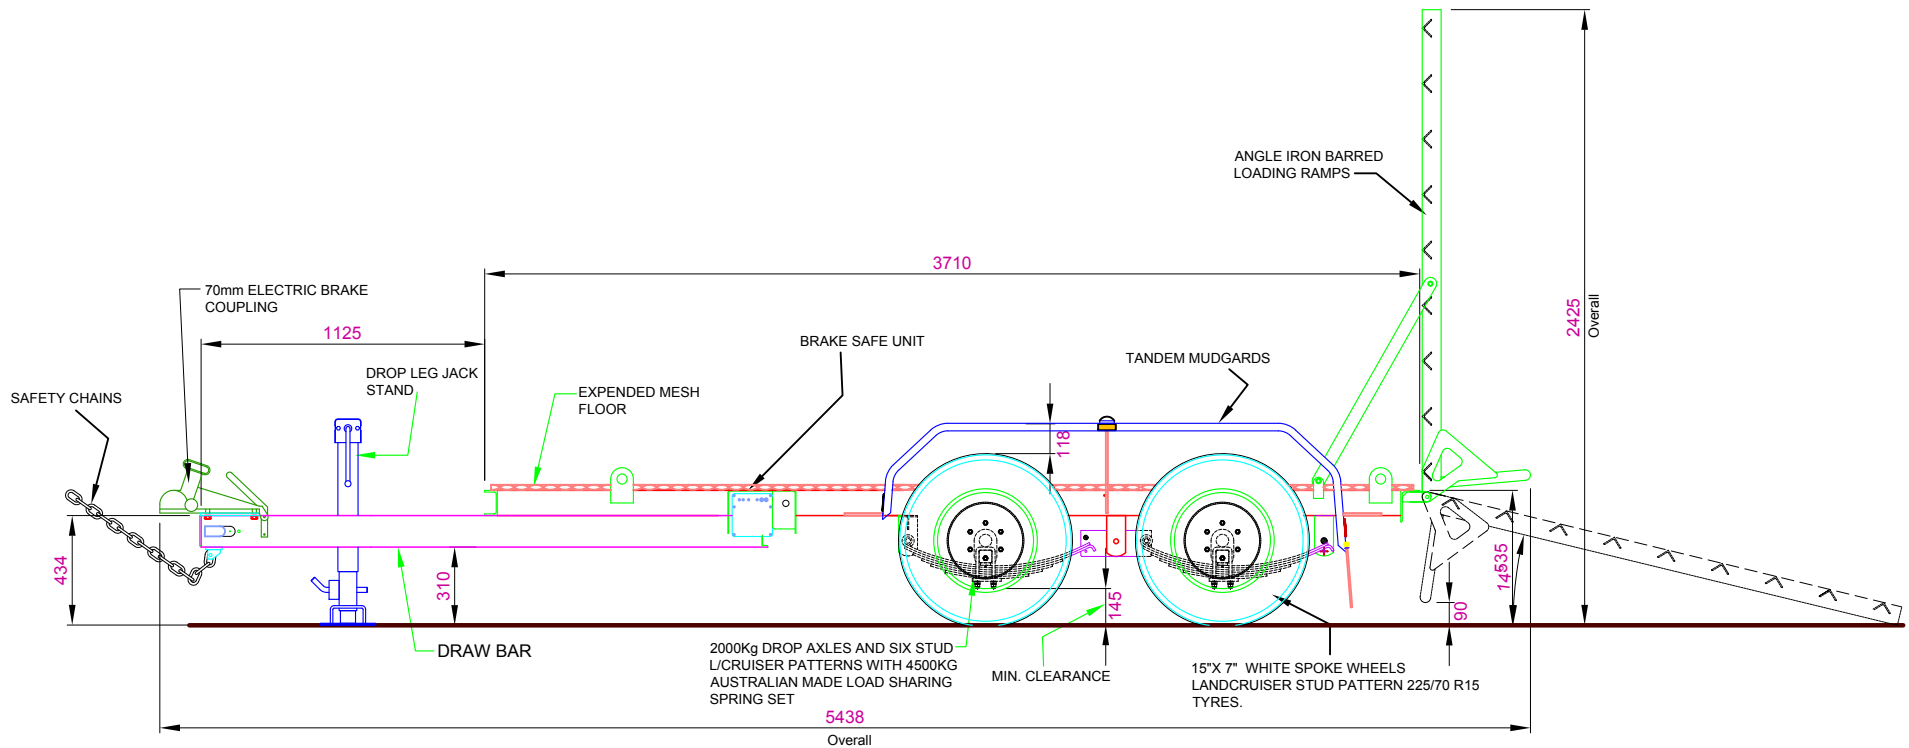 ANGLE IRON BARRED
LOADING RAMPS
3710
70mm ELECTRIC BRAKE
COUPLING
2425
Overall
1125
BRAKE SAFE UNIT
TANDEM MUDGARDS
DROP LEG JACK
STAND
SAFETY CHAINS
EXPENDED MESH
FLOOR
118
434
310
145
535
90
DRAW BAR
2000Kg DROP AXLES AND SIX STUD
L/CRUISER PATTERNS WITH 4500KG
AUSTRALIAN MADE LOAD SHARING
SPRING SET
MIN. CLEARANCE
15"X 7" WHITE SPOKE WHEELS
LANDCRUISER STUD PATTERN 225/70 R15
TYRES.
5438
Overall